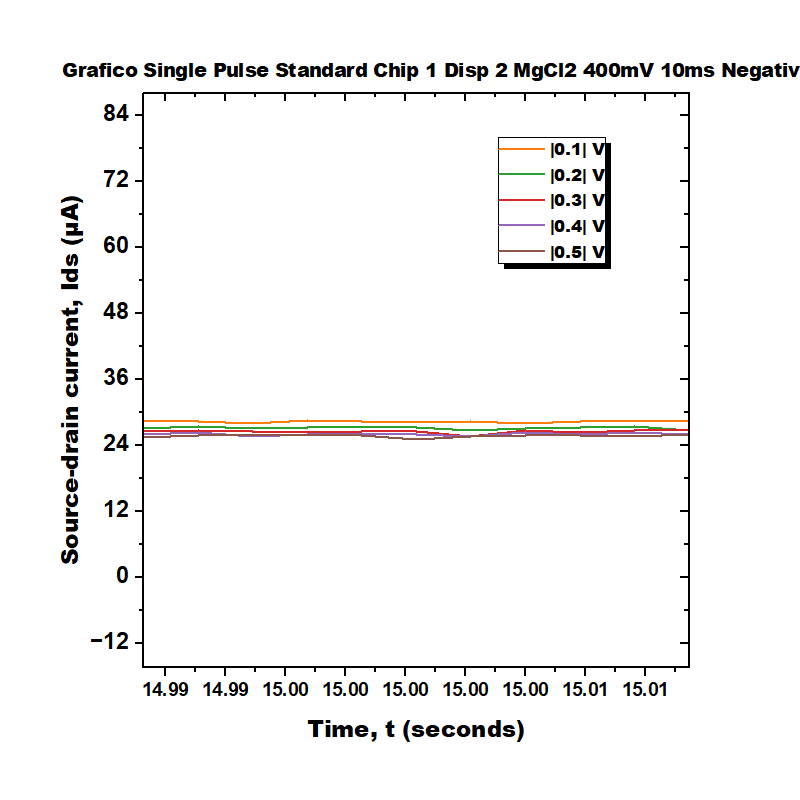 Grafico Single Pulse Standard Chip 1 Disp 2 MgCl2 400mV 10ms Negativ
84
72
60
48
36
24
12
0
−12
Source-drain current, Ids (µA)
|0.1| V
|0.2| V
|0.3| V
|0.4| V
|0.5| V
14.99 14.99 15.00 15.00 15.00 15.00 15.00 15.01 15.01
Time, t (seconds)